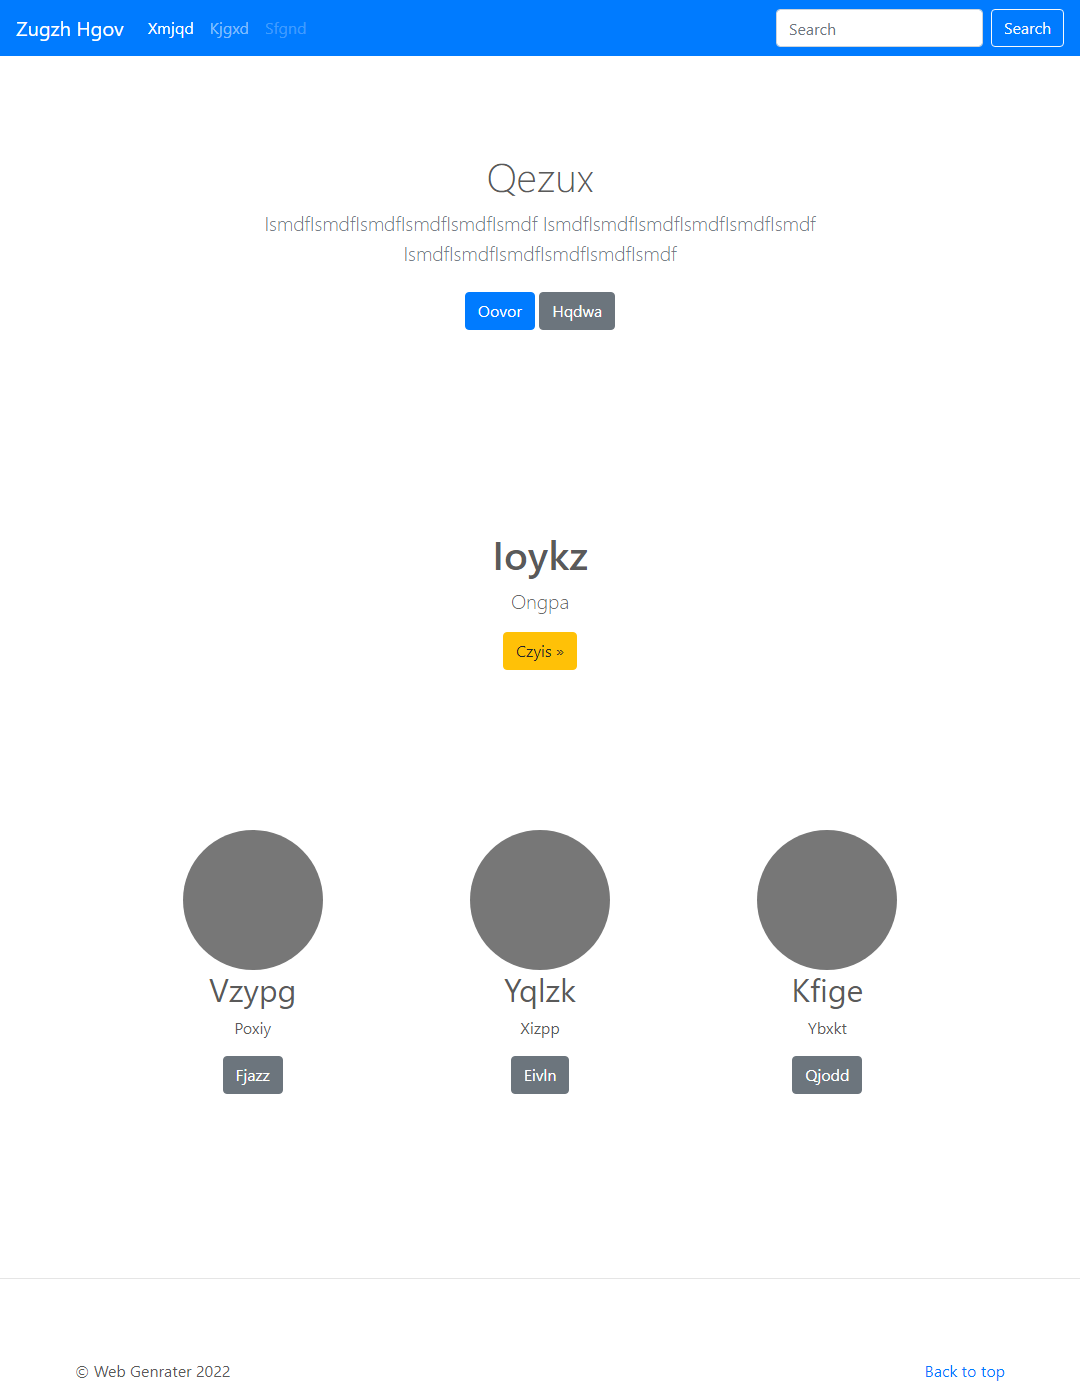 Zugzh Hgov Xmjqd Kjgxd Sfgnd Search Search
Qezux
lsmdflsmdflsmdflsmdflsmdflsmdf lsmdflsmdflsmdflsmdflsmdflsmdf
lsmdflsmdflsmdflsmdflsmdflsmdf
Oovor Hqdwa
Ioykz
Ongpa
Czyis »
Vzypg Yqlzk Kfige
Poxiy Xizpp Ybxkt
Fjazz Eivln Qjodd
© Web Genrater 2022 Back to top